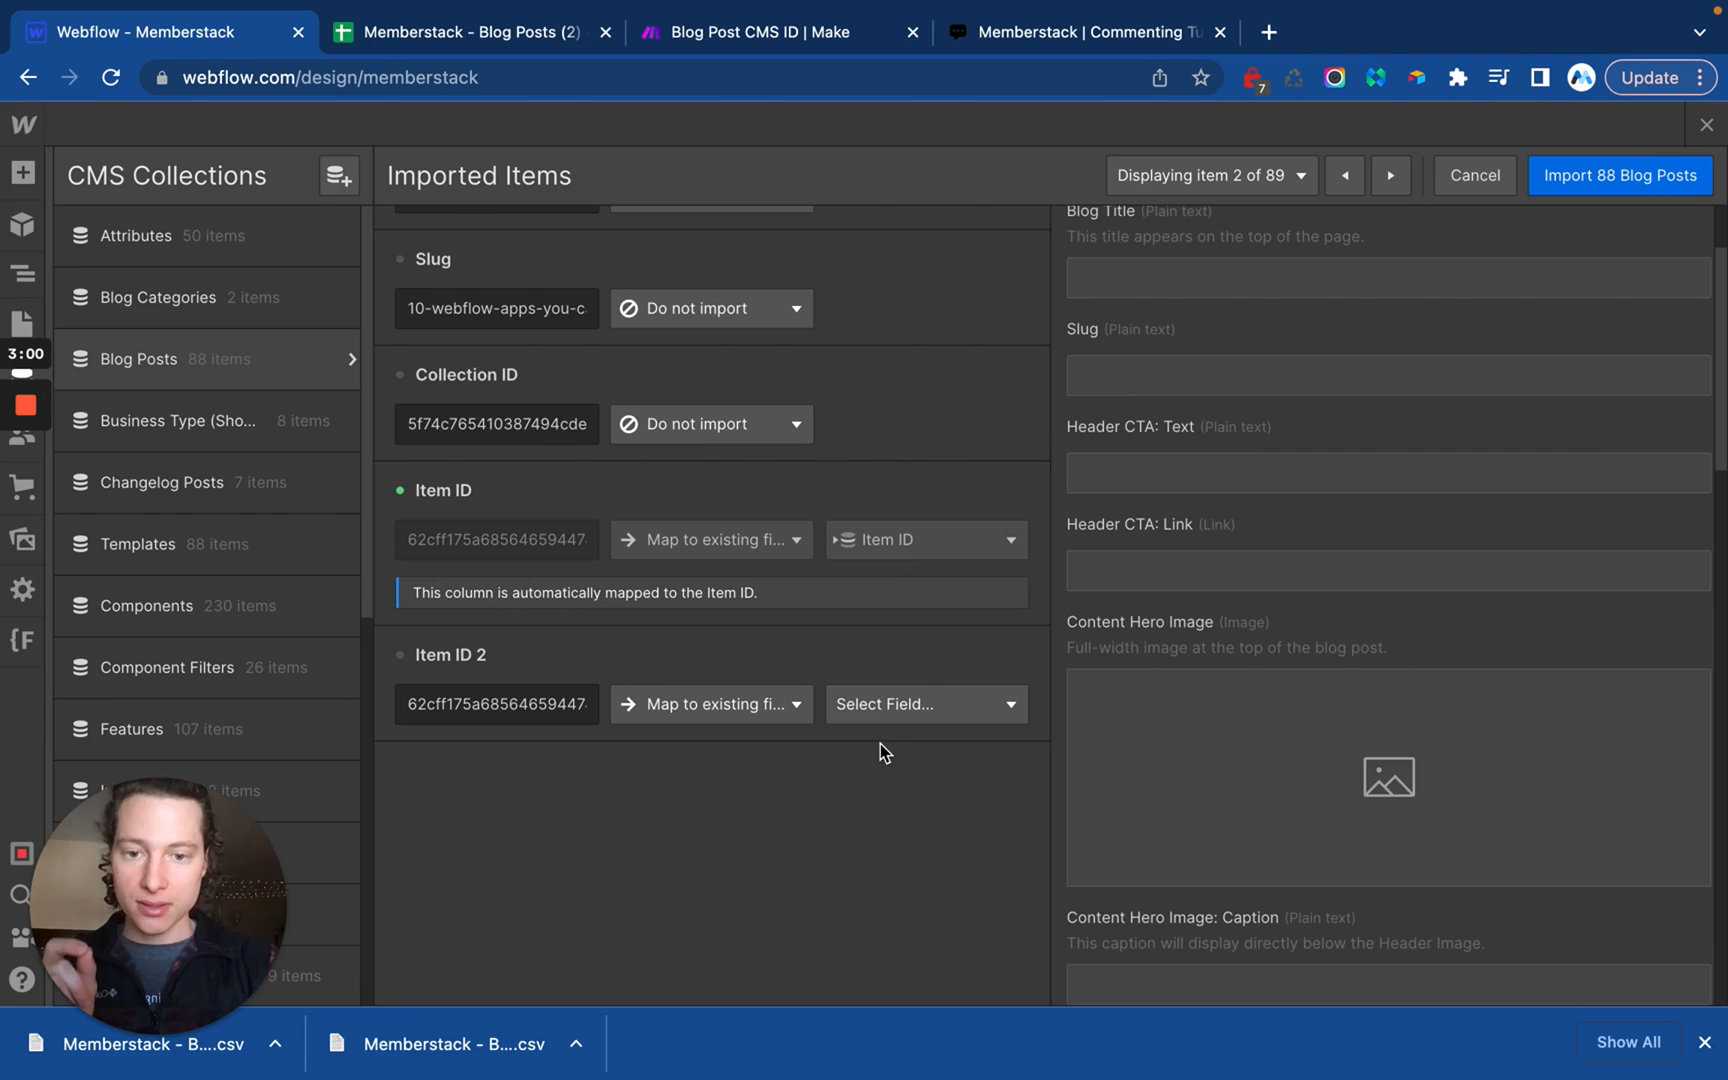 Webflow - Memberstack
Memberstack - Blog Posts (2)
Blog Post CMS ID | Make
Memberstack | Commenting Tu
webflow.com/design/memberstack
7
Update
CMS Collections
Imported Items
Displaying item 2 of 89
Cancel
Import 88 Blog Posts
Attributes 50 items
Blog Categories 2 items
Blog Posts 88 items
Business Type (Sho... 8 items
Changelog Posts 7 items
Templates 88 items
Components 230 items
Component Filters 26 items
Features 107 items
items
9 items
3:00
Slug
10-webflow-apps-you-c
Do not import
Collection ID
5f74c765410387494cde
Do not import
Item ID
62cff175a68564659447
Map to existing fi...
Item ID
This column is automatically mapped to the Item ID.
Item ID 2
62cff175a68564659447
Map to existing fi...
Select Field...
Blog Title (Plain text)
This title appears on the top of the page.
Slug (Plain text)
Header CTA: Text (Plain text)
Header CTA: Link (Link)
Content Hero Image (Image)
Full-width image at the top of the blog post.
Content Hero Image: Caption (Plain text)
This caption will display directly below the Header Image.
Memberstack - B....csv
Memberstack - B....csv
Show All